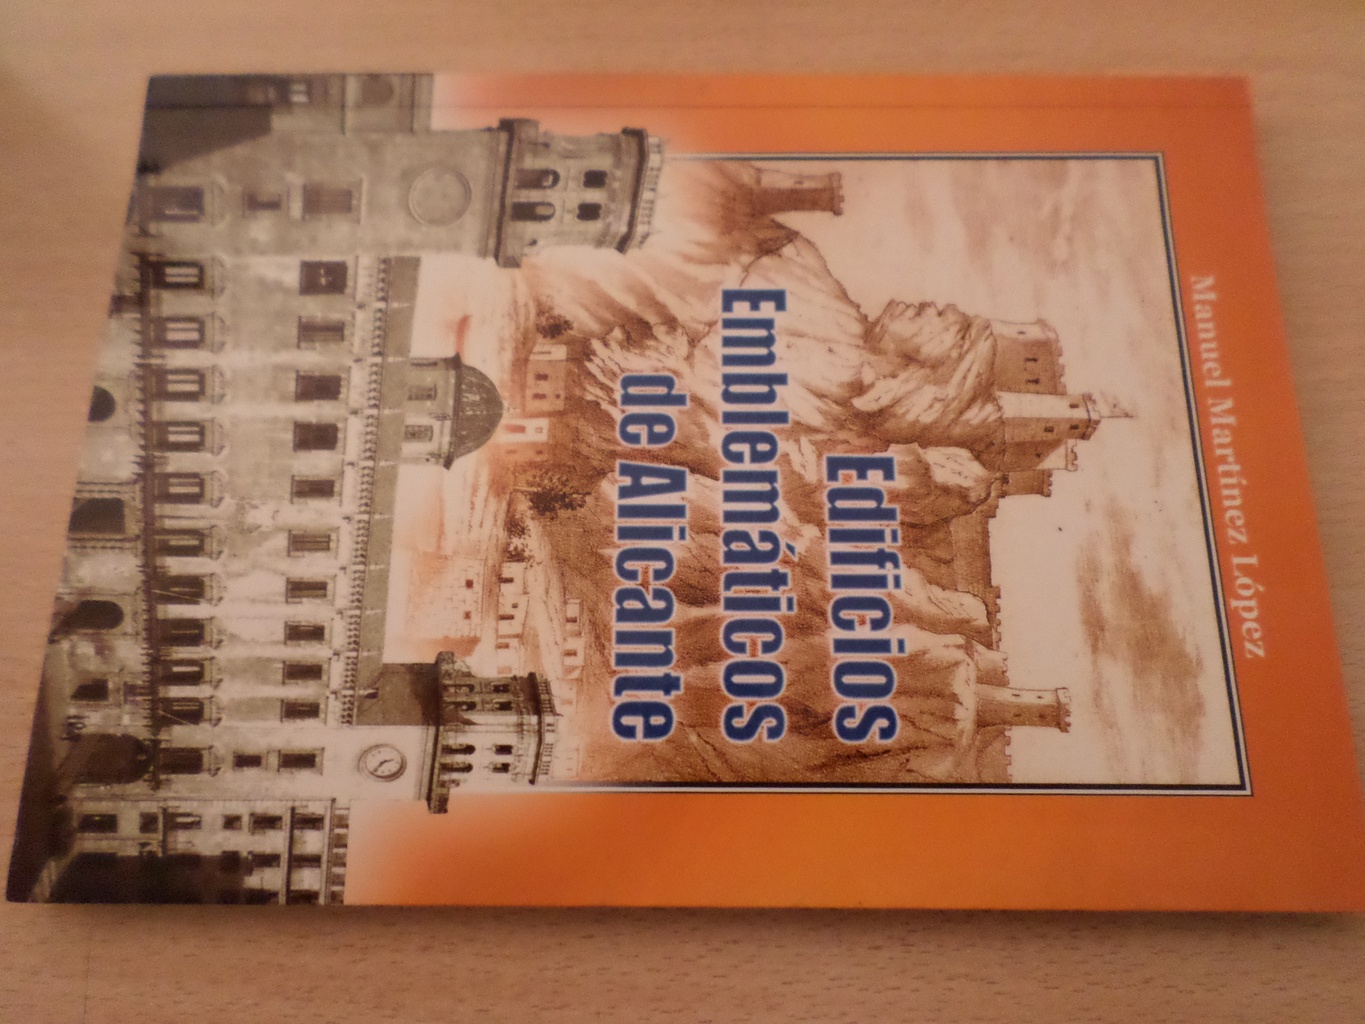 Manuel Martínez López
Edificios
Emblemáticos
de Alicante